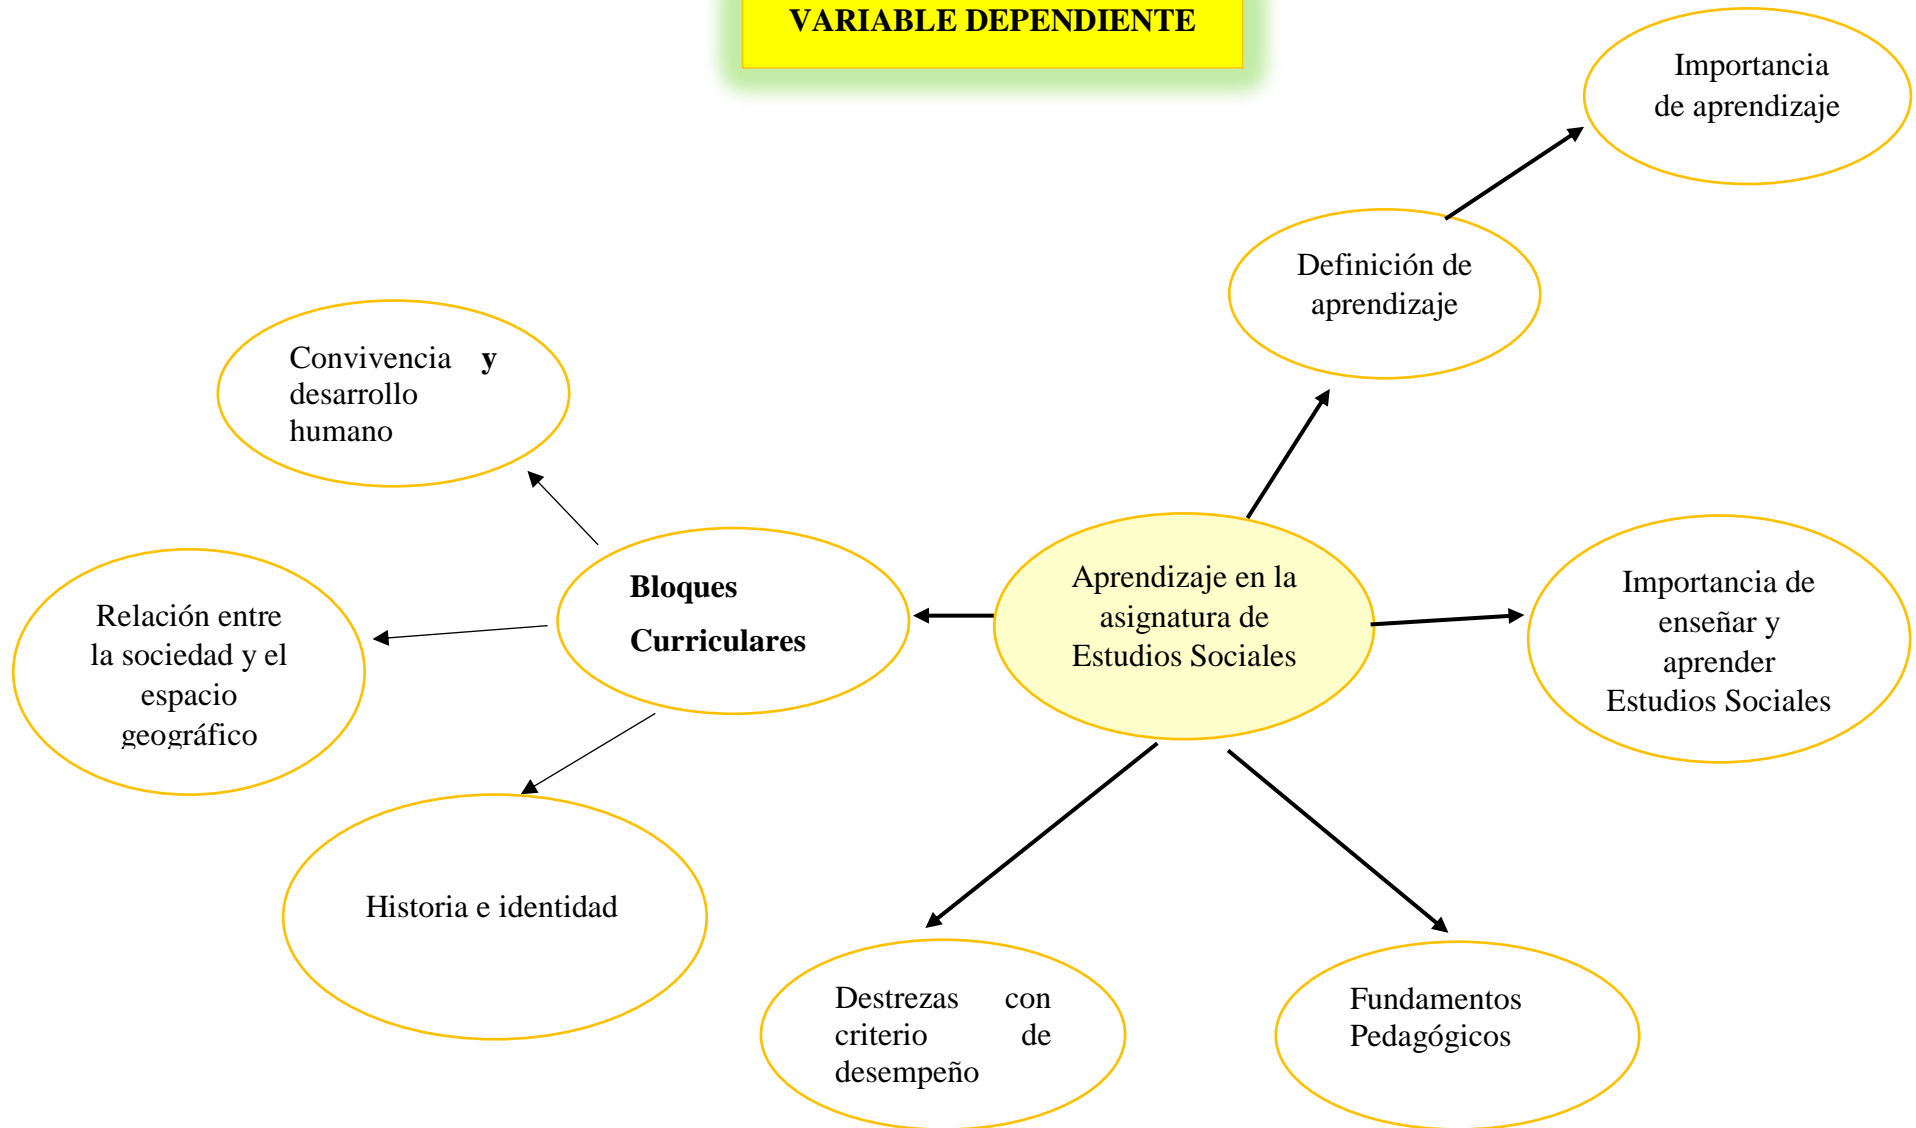 VARIABLE DEPENDIENTE
Importancia
de aprendizaje
Definición de
aprendizaje
Convivencia y
desarrollo
humano
Bloques
Curriculares
Aprendizaje en la
asignatura de
Estudios Sociales
Importancia de
enseñar y
aprender
Estudios Sociales
Relación entre
la sociedad y el
espacio
geográfico
Historia e identidad
Destrezas con
criterio de
desempeño
Fundamentos
Pedagógicos